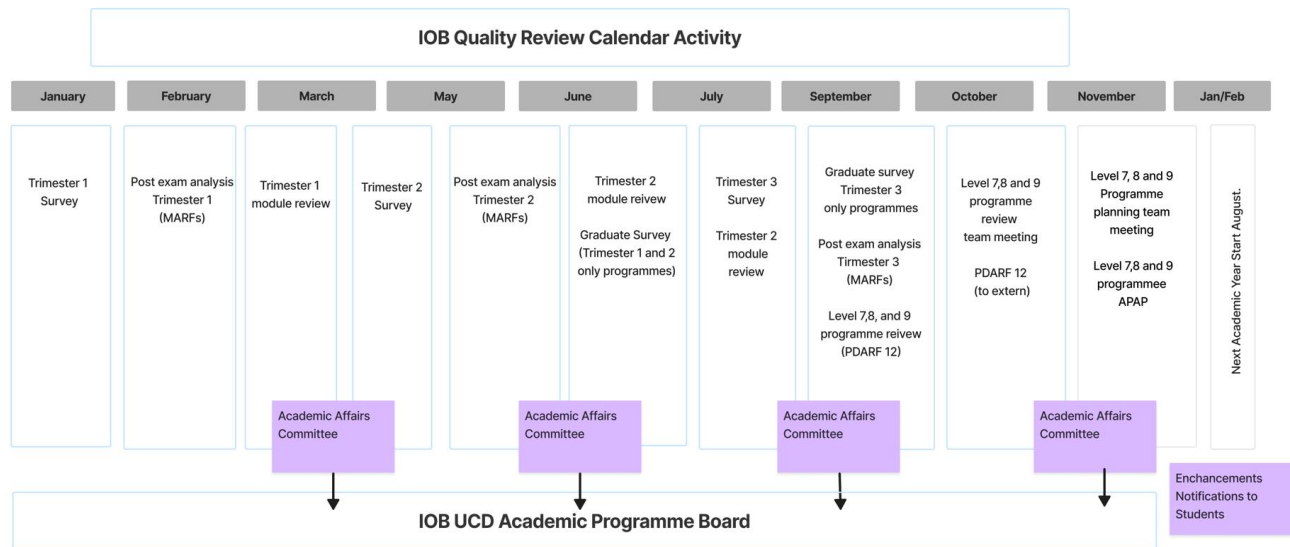 IOB Quality Review Calendar Activity
January
February
March
May
June
July
September
October
November
Jan/Feb
Trimester 1
Survey
Post exam analysis
Trimester 1
(MARFs)
Trimester 1
module review
Trimester 2
Survey
Post exam analysis
Trimester 2
(MARFs)
Trimester 2
module reivew
Graduate Survey
(Trimester 1 and 2
only programmes)
Trimester 3
Survey
Trimester 2
module
review
Graduate survey
Trimester 3
only programmes
Post exam analysis
Tirmester 3
(MARFs)
Level 7,8, and 9
programme reivew
(PDARF 12)
Level 7,8 and 9
programme
review
team meeting
PDARF 12
(to extern)
Level 7, 8 and 9
Programme
planning team
meeting
Level 7,8 and 9
programmee
APAP
Next Academic Year Start August.
Academic Affairs
Committee
Academic Affairs
Committee
Academic Affairs
Committee
Academic Affairs
Committee
Enchancements
Notifications to
Students
IOB UCD Academic Programme Board